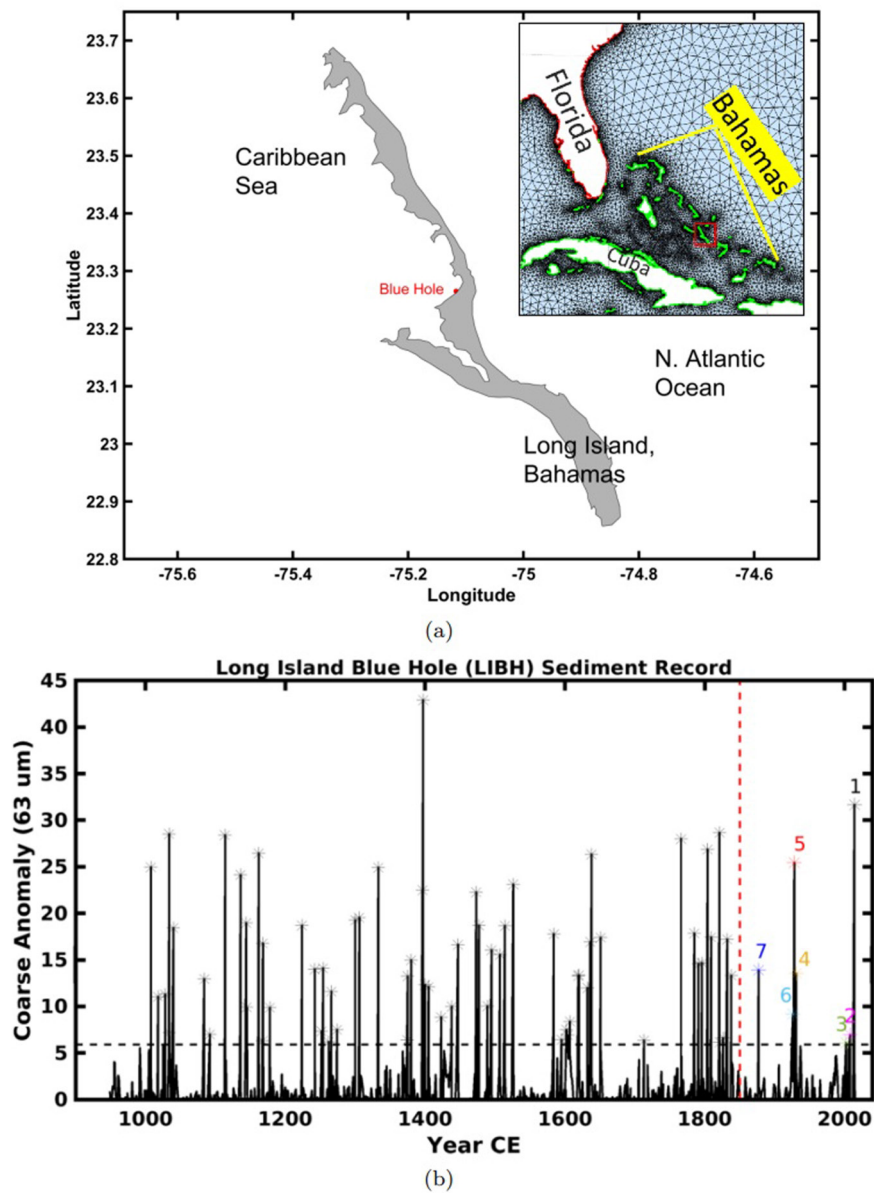 23.7
23.6
23.5
23.4
23.3
23.2
23.1
23
22.9
22.8
Latitude
Caribbean
Sea
Blue Hole
N. Atlantic
Ocean
Long Island,
Bahamas
Florida
Bahamas
Cuba
-75.6 -75.4 -75.2 -75 -74.8 -74.6
Longitude
(a)
Long Island Blue Hole (LIBH) Sediment Record
45
40
35
30
25
20
15
10
5
0
Coarse Anomaly (63 um)
1
5
7
4
6
2
3
1000 1200 1400 1600 1800 2000
Year CE
(b)